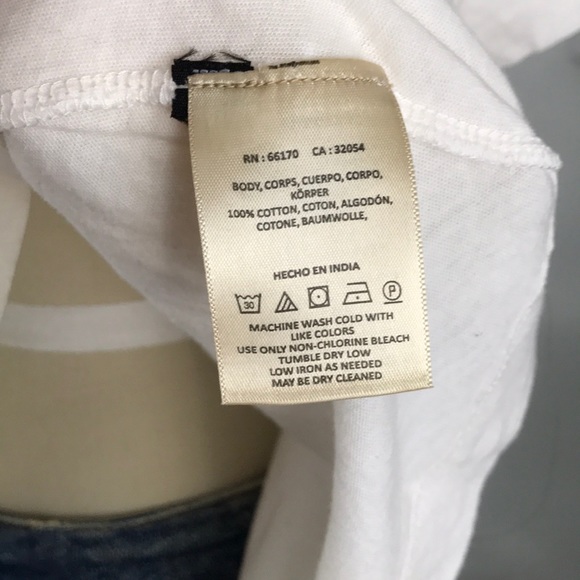 RN : 66170 CA : 32054
BODY, CORPS, CUERPO, CORPO,
KÖRPER
100% COTTON, COTON, ALGODÓN,
COTONE, BAUMWOLLE,
HECHO EN INDIA
30 P
MACHINE WASH COLD WITH
LIKE COLORS
USE ONLY NON-CHLORINE BLEACH
TUMBLE DRY LOW
LOW IRON AS NEEDED
MAY BE DRY CLEANED